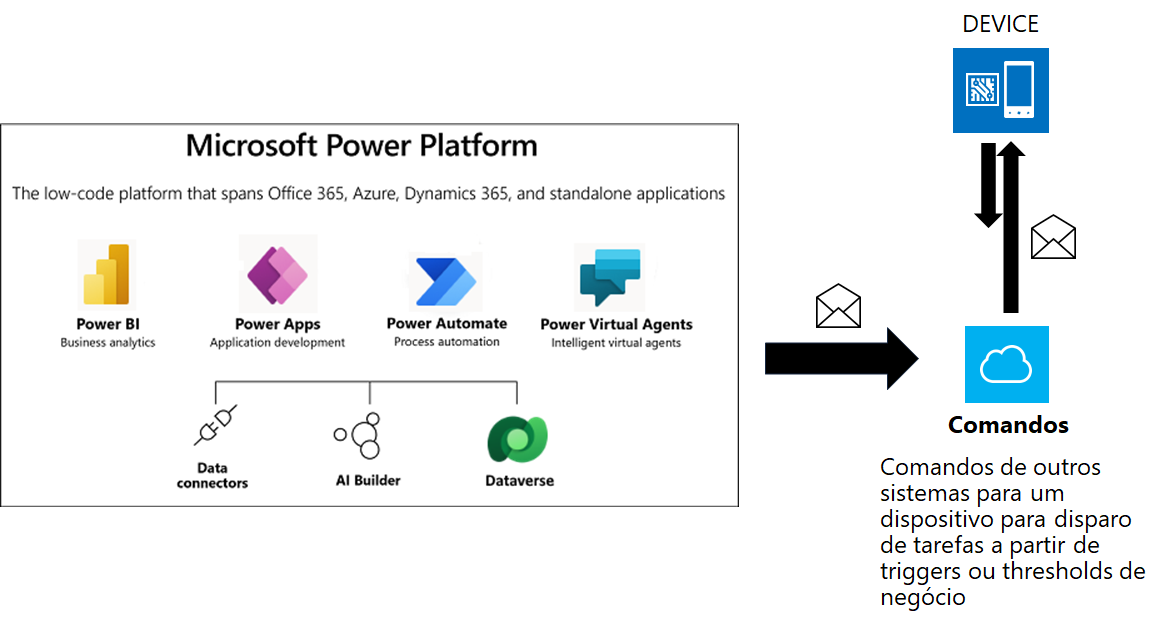 DEVICE
Microsoft Power Platform
The low-code platform that spans Office 365, Azure, Dynamics 365, and standalone applications
Power BI
Business analytics
Power Apps
Application development
Power Automate
Process automation
Power Virtual Agents
Intelligent virtual agents
Data
connectors
AI Builder
Dataverse
Comandos
Comandos de outros
sistemas para um
dispositivo para disparo
de tarefas a partir de
triggers ou thresholds de
negócio